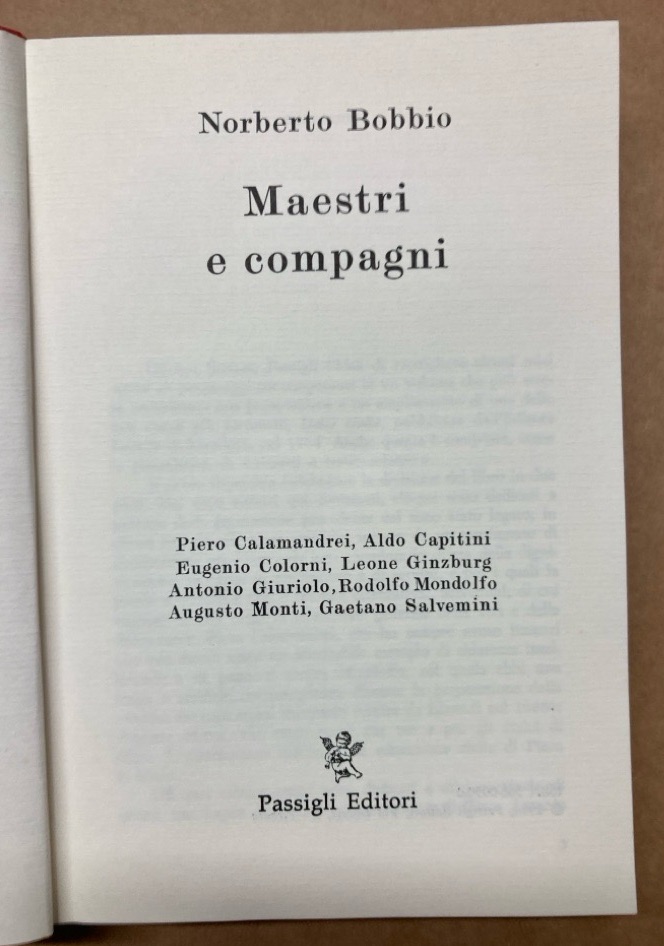 Norberto Bobbio
Maestri
e compagni
Piero Calamandrei, Aldo Capitini
Eugenio Colorni, Leone Ginzburg
Antonio Giuriolo, Rodolfo Mondolfo
Augusto Monti, Gaetano Salvemini
Passigli Editori